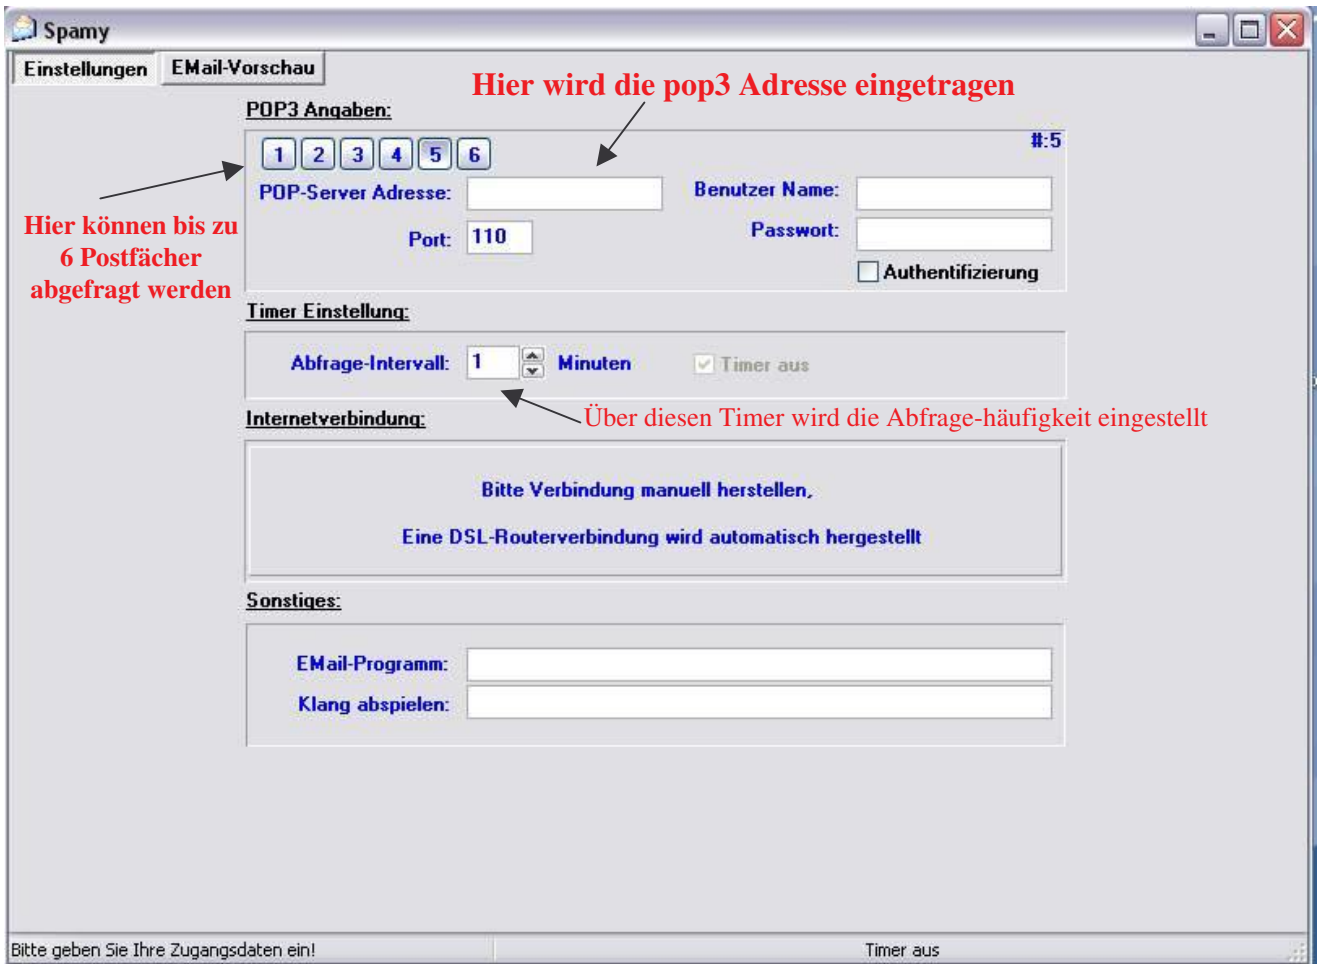 Spamy
Einstellungen EMail-Vorschau
Hier wird die pop3 Adresse eingetragen
POP3 Angaben:
#:5
1 2 3 4 5 6
POP-Server Adresse:
Benutzer Name:
Hier können bis zu
6 Postfächer
abgefragt werden
Port: 110
Passwort:
Authentifizierung
Timer Einstellung:
Abfrage-Intervall: 1 Minuten Timer aus
Über diesen Timer wird die Abfrage-häufigkeit eingestellt
Internetverbindung:
Bitte Verbindung manuell herstellen,
Eine DSL-Routerverbindung wird automatisch hergestellt
Sonstiges:
EMail-Programm:
Klang abspielen:
Bitte geben Sie Ihre Zugangsdaten ein! Timer aus